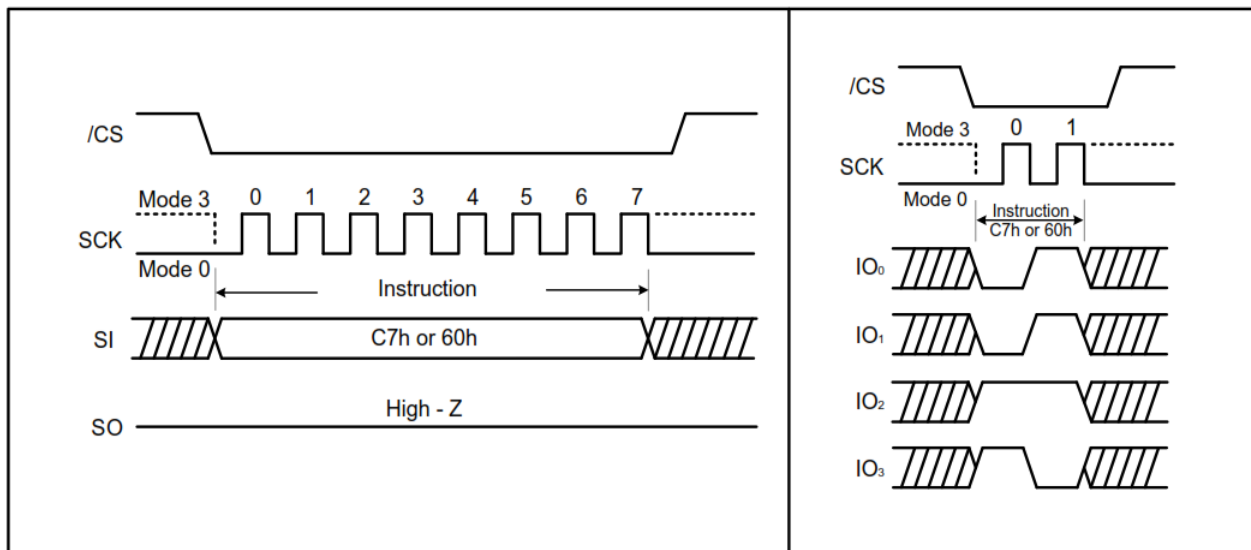 /CS
Mode 3
0 1 2 3 4 5 6 7
SCK
Mode 0
Instruction
SI
C7h or 60h
High - Z
SO
/CS
Mode 3
0 1
SCK
Mode 0
Instruction
C7h or 60h
IO₀
IO₁
IO₂
IO₃